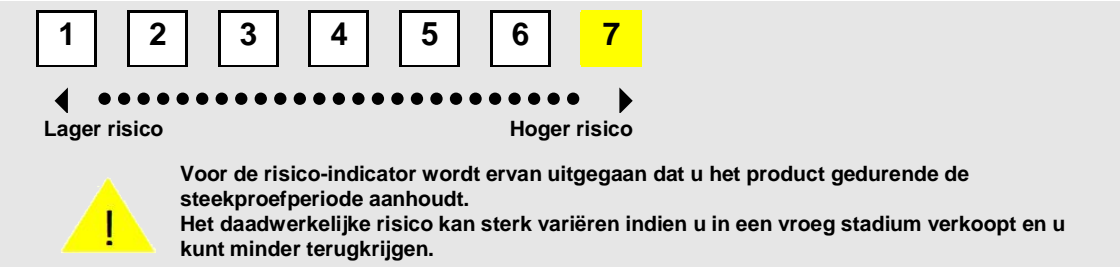 1 2 3 4 5 6 7
Lager risico Hoger risico
Voor de risico-indicator wordt ervan uitgegaan dat u het product gedurende de
steekproefperiode aanhoudt.
Het daadwerkelijke risico kan sterk variëren indien u in een vroeg stadium verkoopt en u
kunt minder terugkrijgen.
!